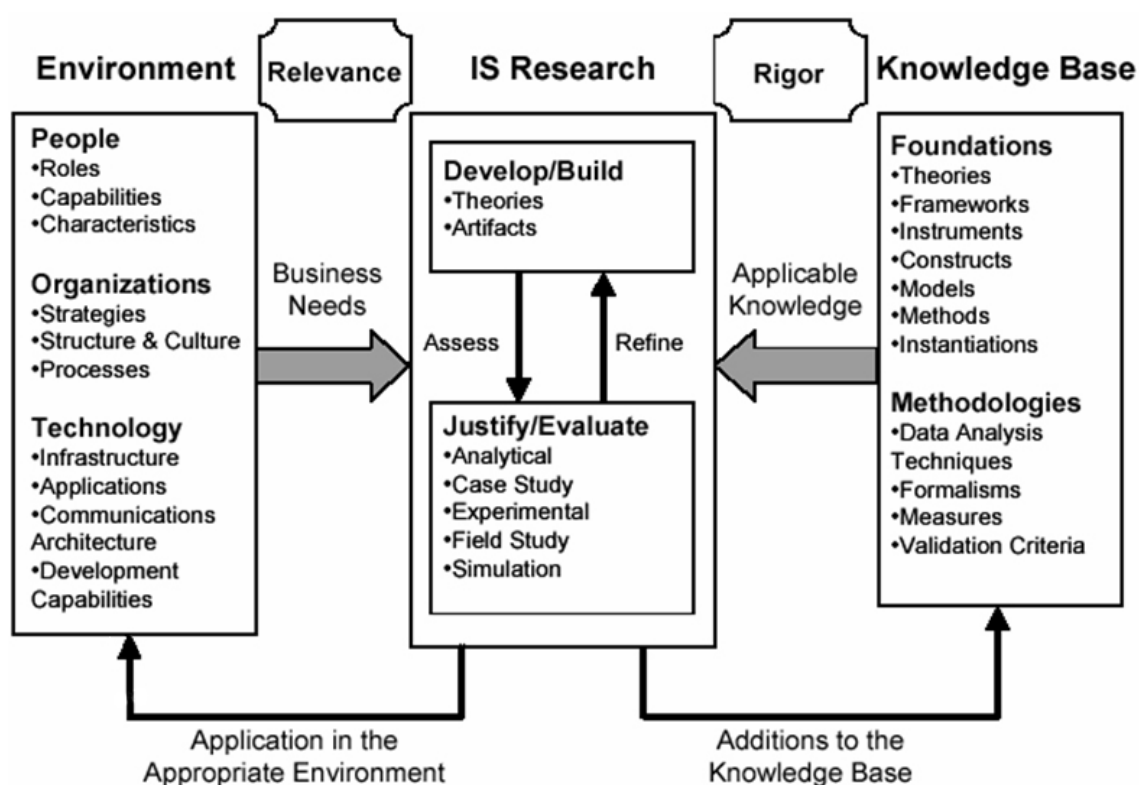 Environment
Relevance
IS Research
Rigor
Knowledge Base
People
•Roles
•Capabilities
•Characteristics
Organizations
•Strategies
•Structure & Culture
•Processes
Technology
•Infrastructure
•Applications
•Communications
Architecture
•Development
Capabilities
Business
Needs
Develop/Build
•Theories
•Artifacts
Assess
Refine
Justify/Evaluate
•Analytical
•Case Study
•Experimental
•Field Study
•Simulation
Applicable
Knowledge
Foundations
•Theories
•Frameworks
•Instruments
•Constructs
•Models
•Methods
•Instantiations
Methodologies
•Data Analysis
Techniques
•Formalisms
•Measures
•Validation Criteria
Application in the
Appropriate Environment
Additions to the
Knowledge Base